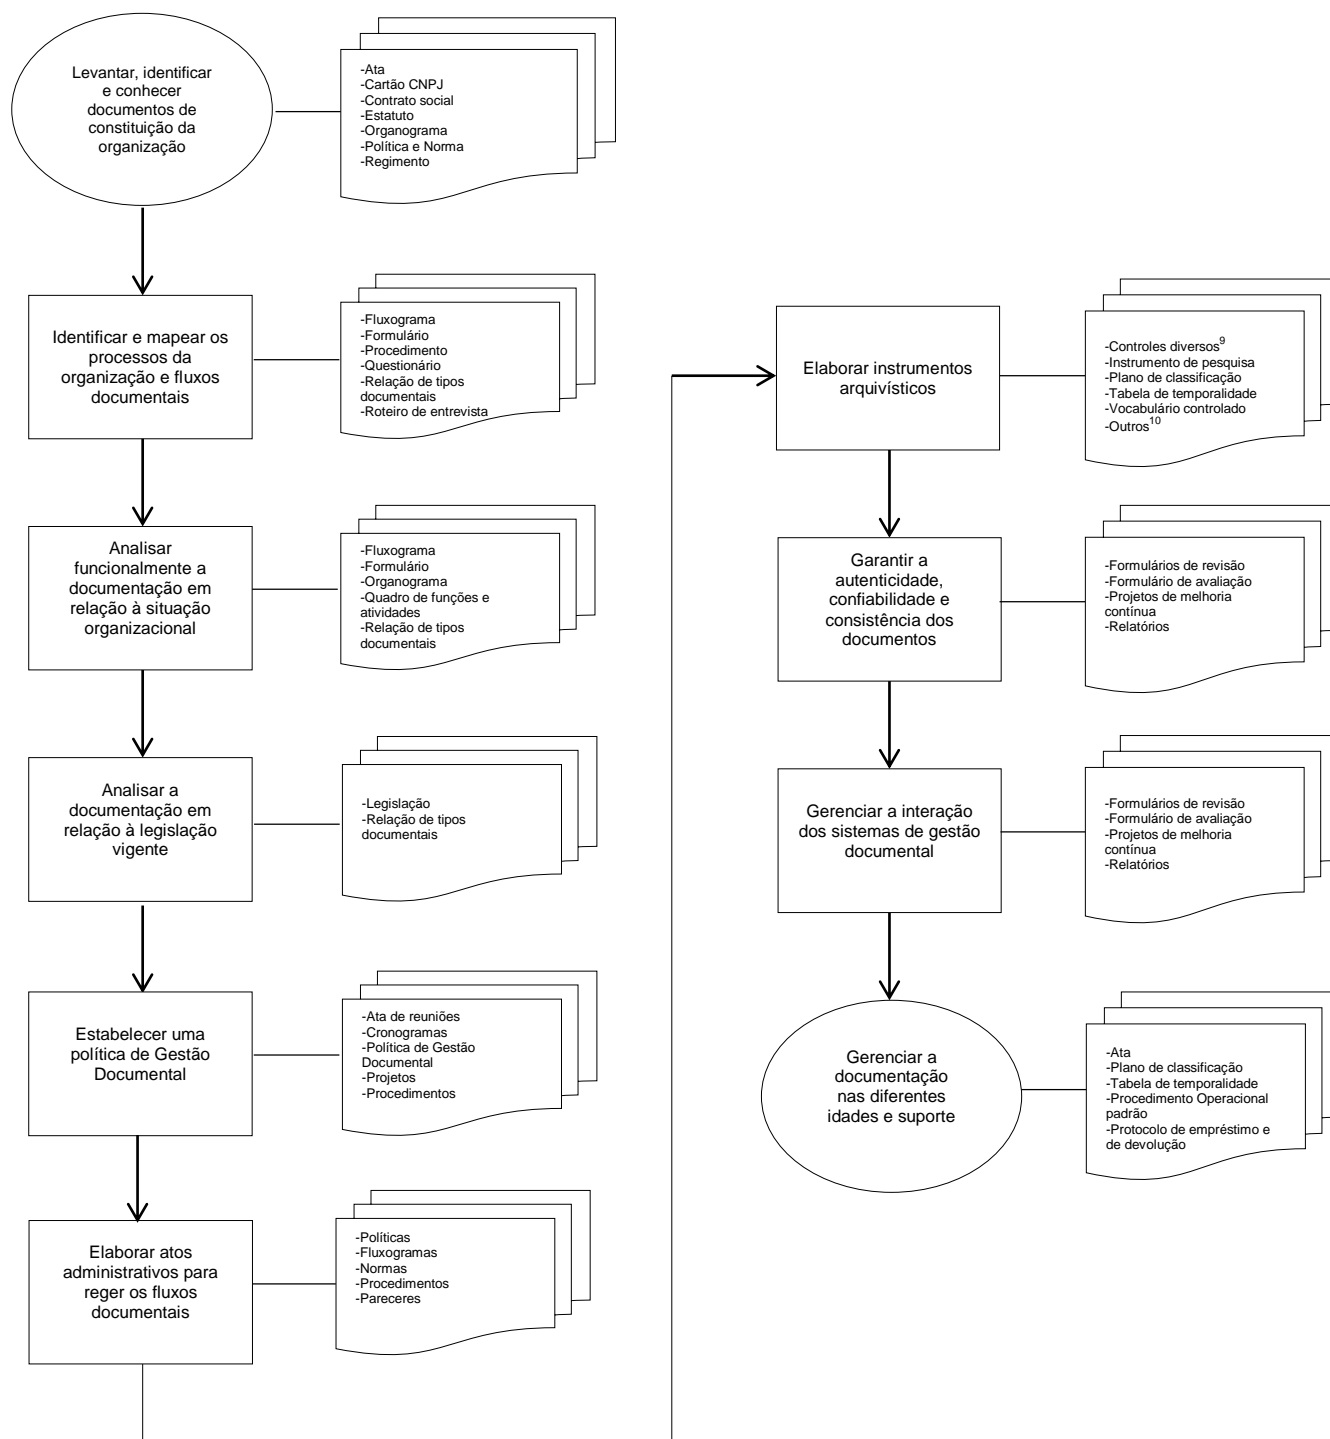 Levantar, identificar
e conhecer
documentos de
constituição da
organização
-Ata
-Cartão CNPJ
-Contrato social
-Estatuto
-Organograma
-Política e Norma
-Regimento
Identificar e mapear os
processos da
organização e fluxos
documentais
-Fluxograma
-Formulário
-Procedimento
-Questionário
-Relação de tipos
documentais
-Roteiro de entrevista
Analisar
funcionalmente a
documentação em
relação à situação
organizacional
-Fluxograma
-Formulário
-Organograma
-Quadro de funções e
atividades
-Relação de tipos
documentais
Analisar a
documentação em
relação à legislação
vigente
-Legislação
-Relação de tipos
documentais
Estabelecer uma
política de Gestão
Documental
-Ata de reuniões
-Cronogramas
-Política de Gestão
Documental
-Projetos
-Procedimentos
Elaborar atos
administrativos para
reger os fluxos
documentais
-Políticas
-Fluxogramas
-Normas
-Procedimentos
-Pareceres
Elaborar instrumentos
arquivísticos
-Controles diversos⁹
-Instrumento de pesquisa
-Plano de classificação
-Tabela de temporalidade
-Vocabulário controlado
-Outros¹⁰
Garantir a
autenticidade,
confiabilidade e
consistência dos
documentos
-Formulários de revisão
-Formulário de avaliação
-Projetos de melhoria
contínua
-Relatórios
Gerenciar a interação
dos sistemas de gestão
documental
-Formulários de revisão
-Formulário de avaliação
-Projetos de melhoria
contínua
-Relatórios
Gerenciar a
documentação
nas diferentes
idades e suporte
-Ata
-Plano de classificação
-Tabela de temporalidade
-Procedimento Operacional
padrão
-Protocolo de empréstimo e
de devolução